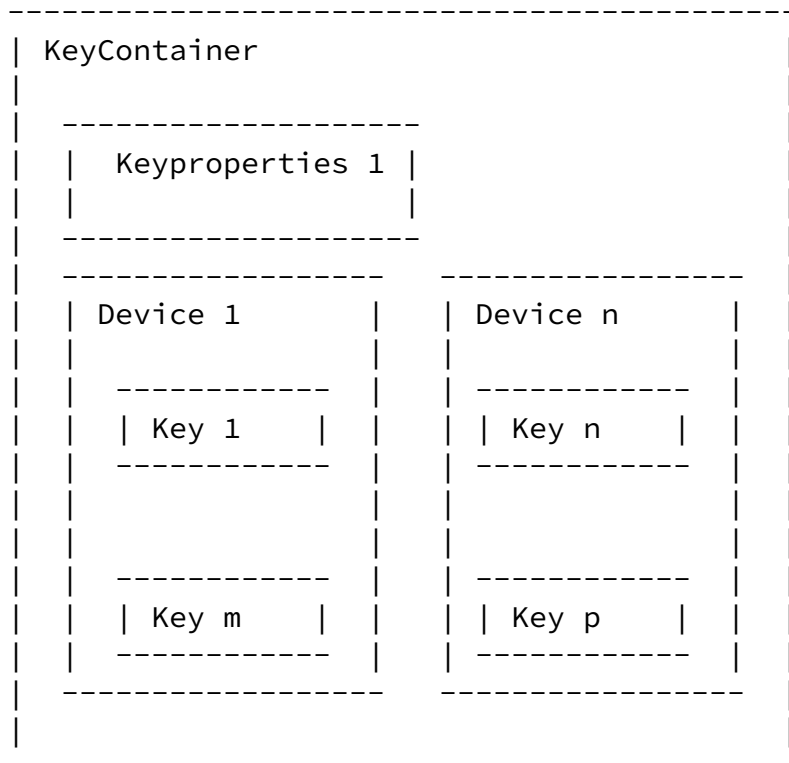 KeyContainer
Keyproperties 1
Device 1 Device n
Key 1 Key n
Key m Key p